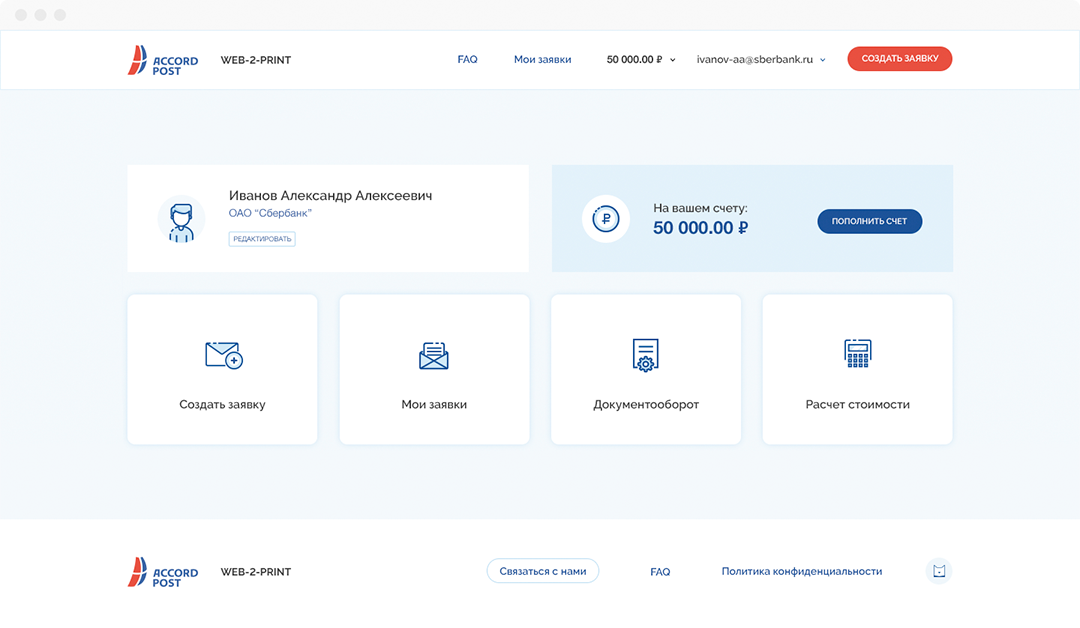 ACCORD
POST
WEB-2-PRINT
FAQ
Мои заявки
50 000.00 ₽
ivanov-aa@sberbank.ru
СОЗДАТЬ ЗАЯВКУ
Иванов Александр Алексеевич
ОАО “Сбербанк”
РЕДАКТИРОВАТЬ
На вашем счету:
50 000.00 ₽
ПОПОЛНИТЬ СЧЕТ
Создать заявку
Мои заявки
Документооборот
Расчет стоимости
ACCORD
POST
WEB-2-PRINT
Связаться с нами
FAQ
Политика конфиденциальности